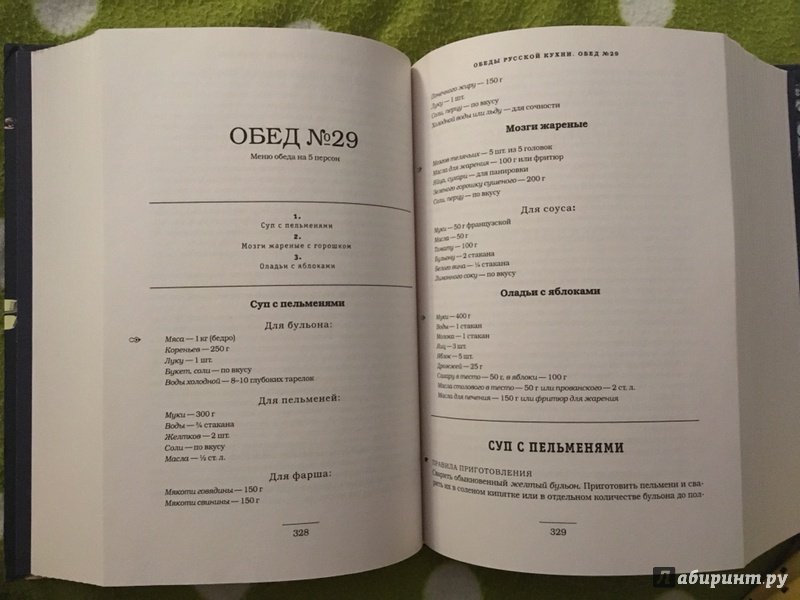 ОБЕД №29
Меню обеда на 5 персон
1.
Суп с пельменями
2.
Мозги жареные с горошком
3.
Оладьи с яблоками
Суп с пельменями
Для бульона:
Мяса — 1 кг (бедро)
Кореньев — 250 г
Луку — 1 шт.
Букет, соли — по вкусу
Воды холодной — 8–10 глубоких тарелок
Для пельменей:
Муки — 300 г
Воды — ¾ стакана
Желтков — 2 шт.
Соли — по вкусу
Масла — ½ ст. л.
Для фарша:
Мякоти говядины — 150 г
Мякоти свинины — 150 г
328
ОБЕДЫ РУССКОЙ КУХНИ. ОБЕД №29
Почечного жиру — 150 г
Луку — 1 шт.
Соли, перцу — по вкусу
Холодной воды или льду — для сочности
Мозги жареные
Мозгов телячьих — 5 шт. из 5 головок
Масла для жарения — 100 г или фритюр
Яйца, сухари — для панировки
Зеленого горошку сушеного — 200 г
Соли, перцу — по вкусу
Для соуса:
Муки — 50 г французской
Масла — 50 г
Томату — 100 г
Бульону — 2 стакана
Белого вина — ¼ стакана
Лимонного соку — по вкусу
Оладьи с яблоками
Муки — 400 г
Воды — 1 стакан
Молока — 1 стакан
Яиц — 3 шт.
Яблок — 5 шт.
Дрожжей — 25 г
Сахару в тесто — 50 г, в яблоки — 100 г
Масла столового в тесто — 50 г или прованского — 2 ст. л.
Масла для печения — 150 г или фритюр для жарения
СУП С ПЕЛЬМЕНЯМИ
ПРАВИЛА ПРИГОТОВЛЕНИЯ
Сварить обыкновенный желтый бульон. Приготовить пельмени и сва-
рить их в соленом кипятке или в отдельном количестве бульона до пол-
329
Лабиринт.ру